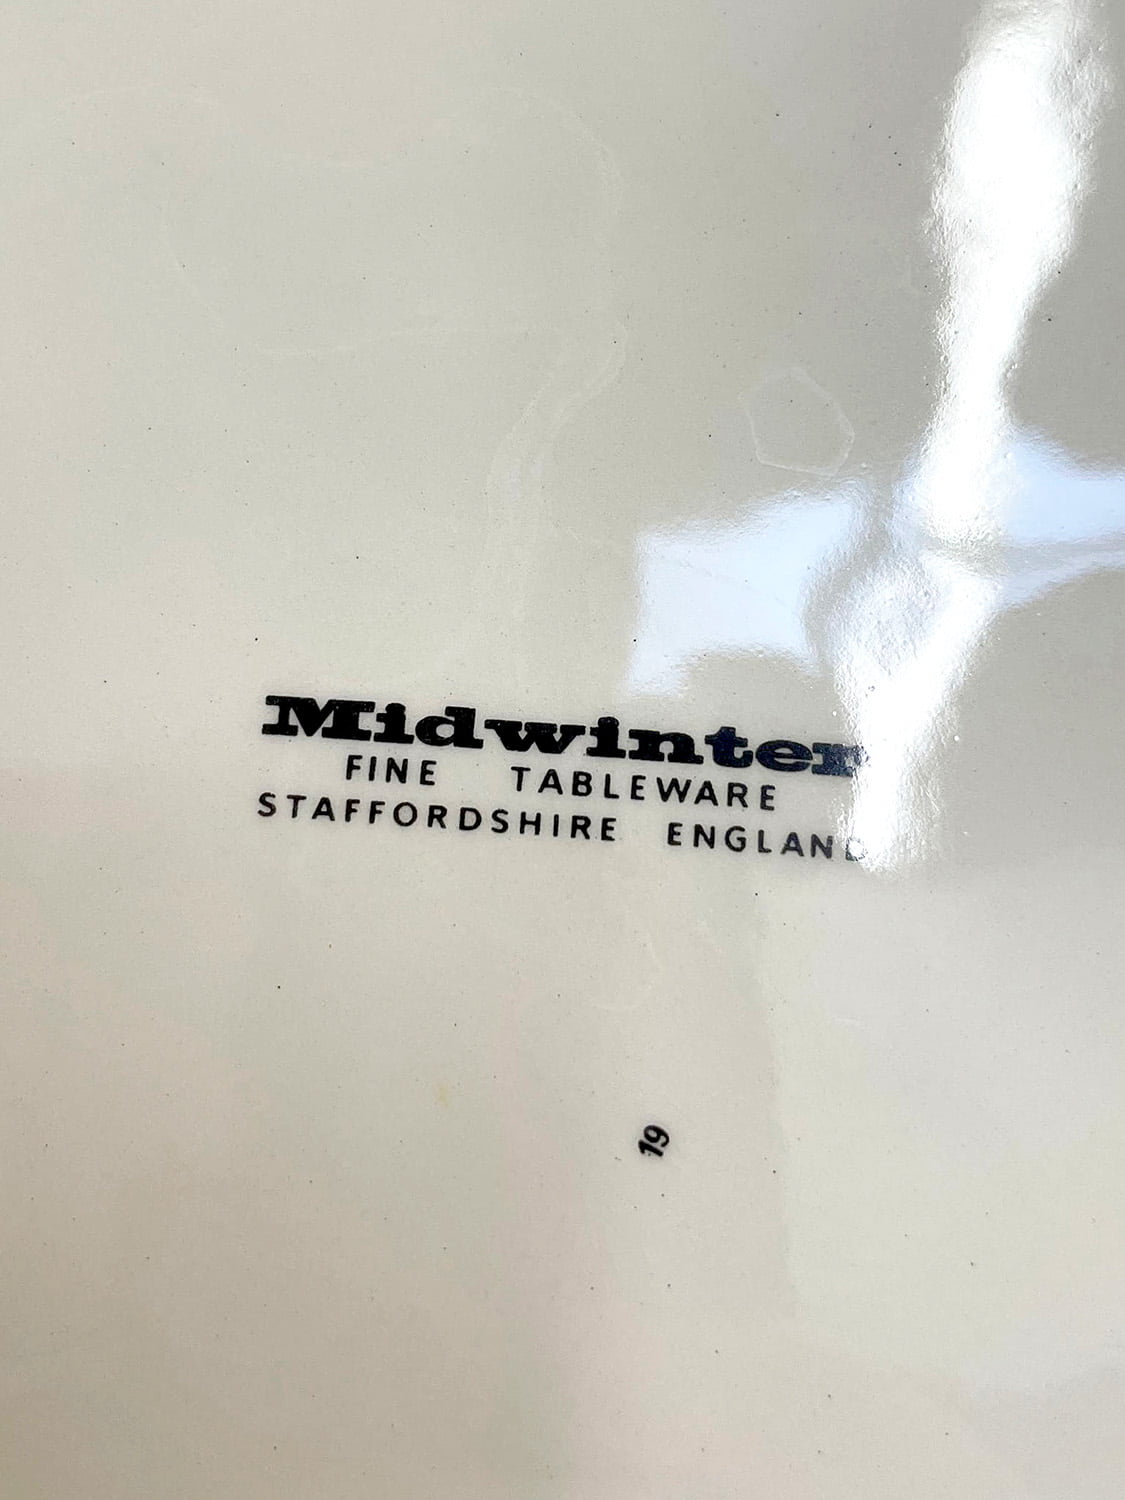 Midwinter
FINE TABLEWARE
STAFFORDSHIRE ENGLAND
19